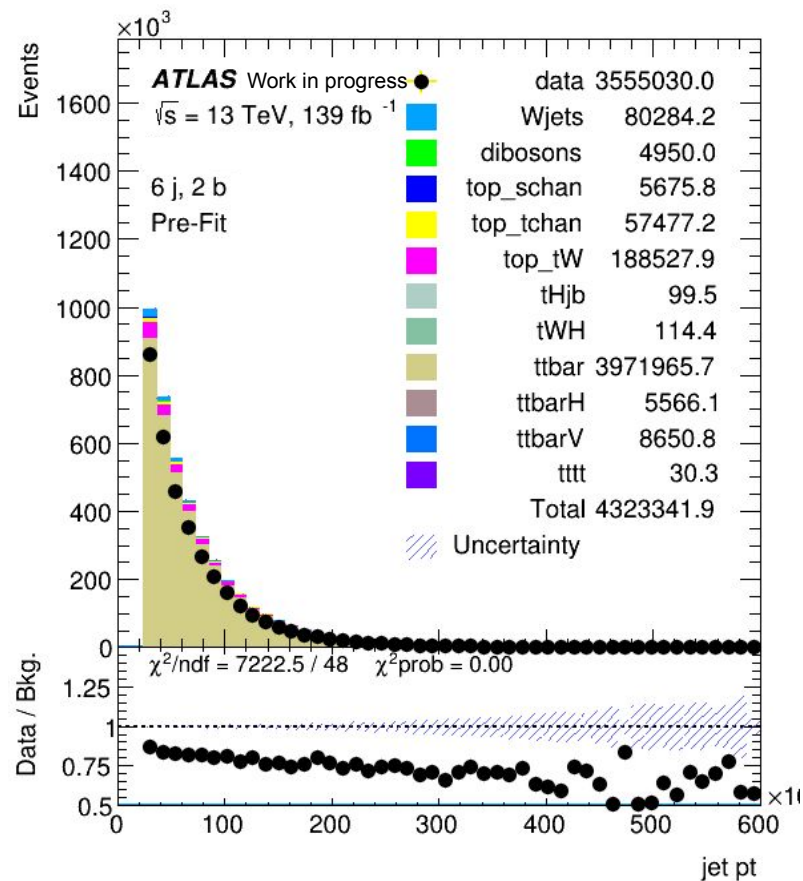 ×10³
Events
1600
1400
1200
1000
800
600
400
200
0
ATLAS Work in progress
√s = 13 TeV, 139 fb ⁻¹
6 j, 2 b
Pre-Fit
data 3555030.0
Wjets 80284.2
dibosons 4950.0
top_schan 5675.8
top_tchan 57477.2
top_tW 188527.9
tHjb 99.5
tWH 114.4
ttbar 3971965.7
ttbarH 5566.1
ttbarV 8650.8
tttt 30.3
Total 4323341.9
Uncertainty
χ²/ndf = 7222.5 / 48 χ²prob = 0.00
Data / Bkg.
1.25
1
0.75
0.5
0 100 200 300 400 500 600
×10
jet pt